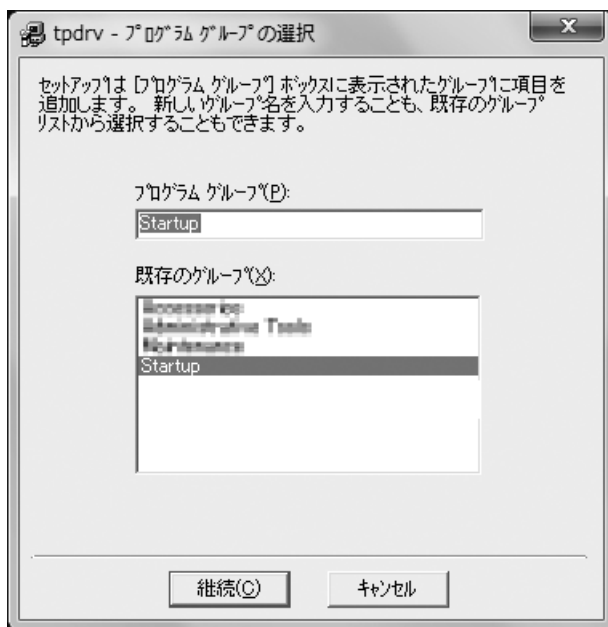 tpdrv - ﾌﾟﾛｸﾞﾗﾑ ｸﾞﾙｰﾌﾟの選択
x
ｾｯﾄｱｯﾌﾟは [ﾌﾟﾛｸﾞﾗﾑ ｸﾞﾙｰﾌﾟ] ﾎﾞｯｸｽに表示されたｸﾞﾙｰﾌﾟに項目を
追加します。 新しいｸﾞﾙｰﾌﾟ名を入力することも、既存のｸﾞﾙｰﾌﾟ
ﾘｽﾄから選択することもできます。
ﾌﾟﾛｸﾞﾗﾑ ｸﾞﾙｰﾌﾟ(P):
Startup
既存のｸﾞﾙｰﾌﾟ(X):
Accessories
Administrative Tools
Maintenance
Startup
継続(C)
ｷｬﾝｾﾙ